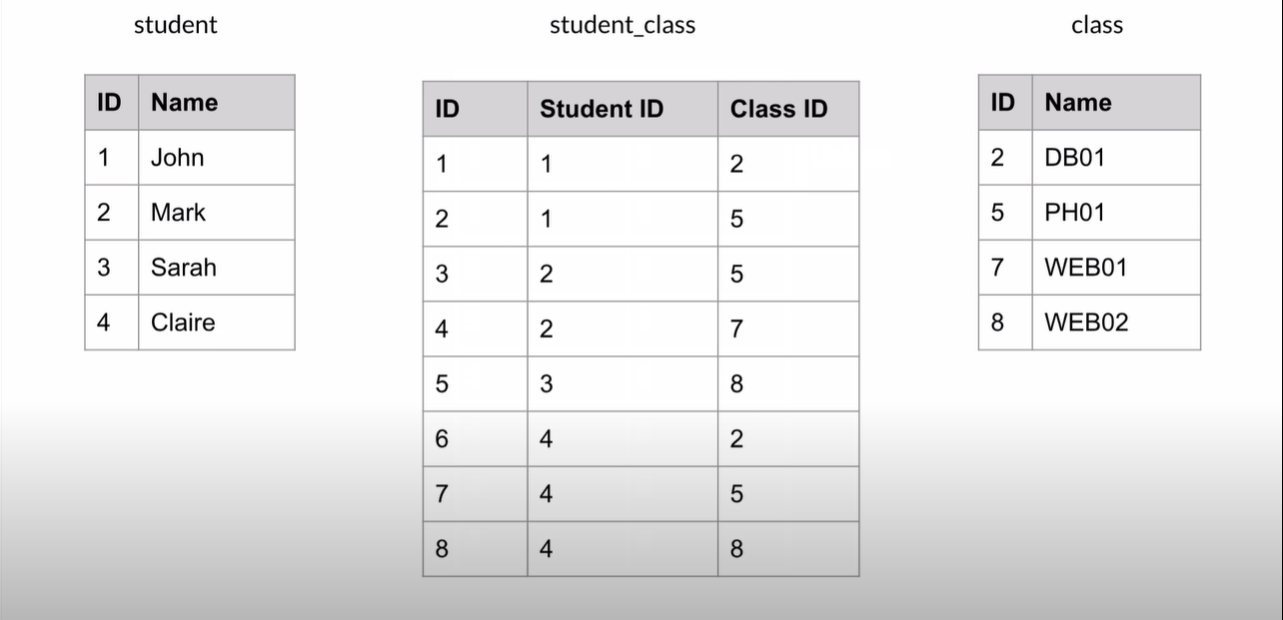 student
ID Name
1 John
2 Mark
3 Sarah
4 Claire
student_class
ID Student ID Class ID
1 1 2
2 1 5
3 2 5
4 2 7
5 3 8
6 4 2
7 4 5
8 4 8
class
ID Name
2 DB01
5 PH01
7 WEB01
8 WEB02